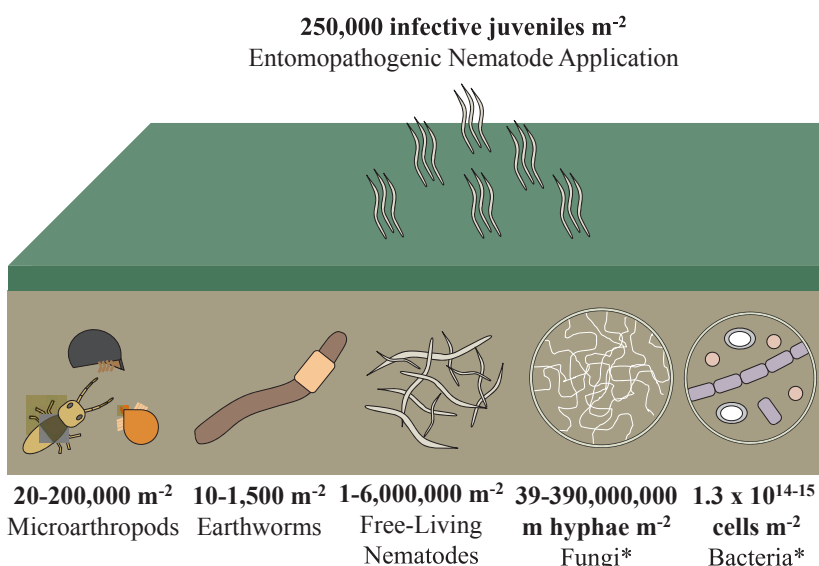 250,000 infective juveniles m⁻²
Entomopathogenic Nematode Application
20-200,000 m⁻²
Microarthropods
10-1,500 m⁻²
Earthworms
1-6,000,000 m⁻²
Free-Living
Nematodes
39-390,000,000
m hyphae m⁻²
Fungi*
1.3 x 10¹⁴⁻¹⁵
cells m⁻²
Bacteria*